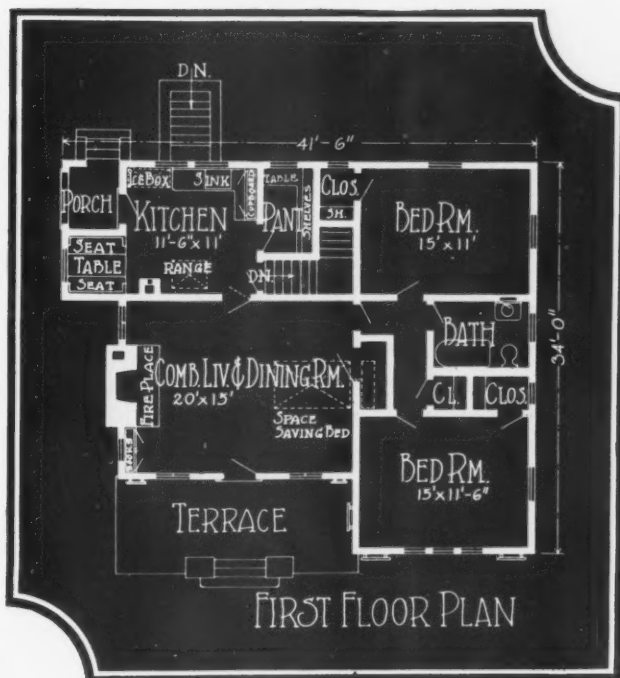 DN.
41'-6"
ICE BOX
SINK
CUPBOARD
TABLE
SHELVES
CLOS.
SH.
PORCH
KITCHEN
11'-6"x11'
PANT.
BED RM.
15'x11'
SEAT
TABLE
SEAT
RANGE
DN.
BATH
34'-0"
COMB. LIV. & DINING RM.
20'x15'
FIRE PLACE
SPACE
SAVING BED
BOOKS
CL.
CLOS.
BED RM.
15'x11'-6"
TERRACE
FIRST FLOOR PLAN